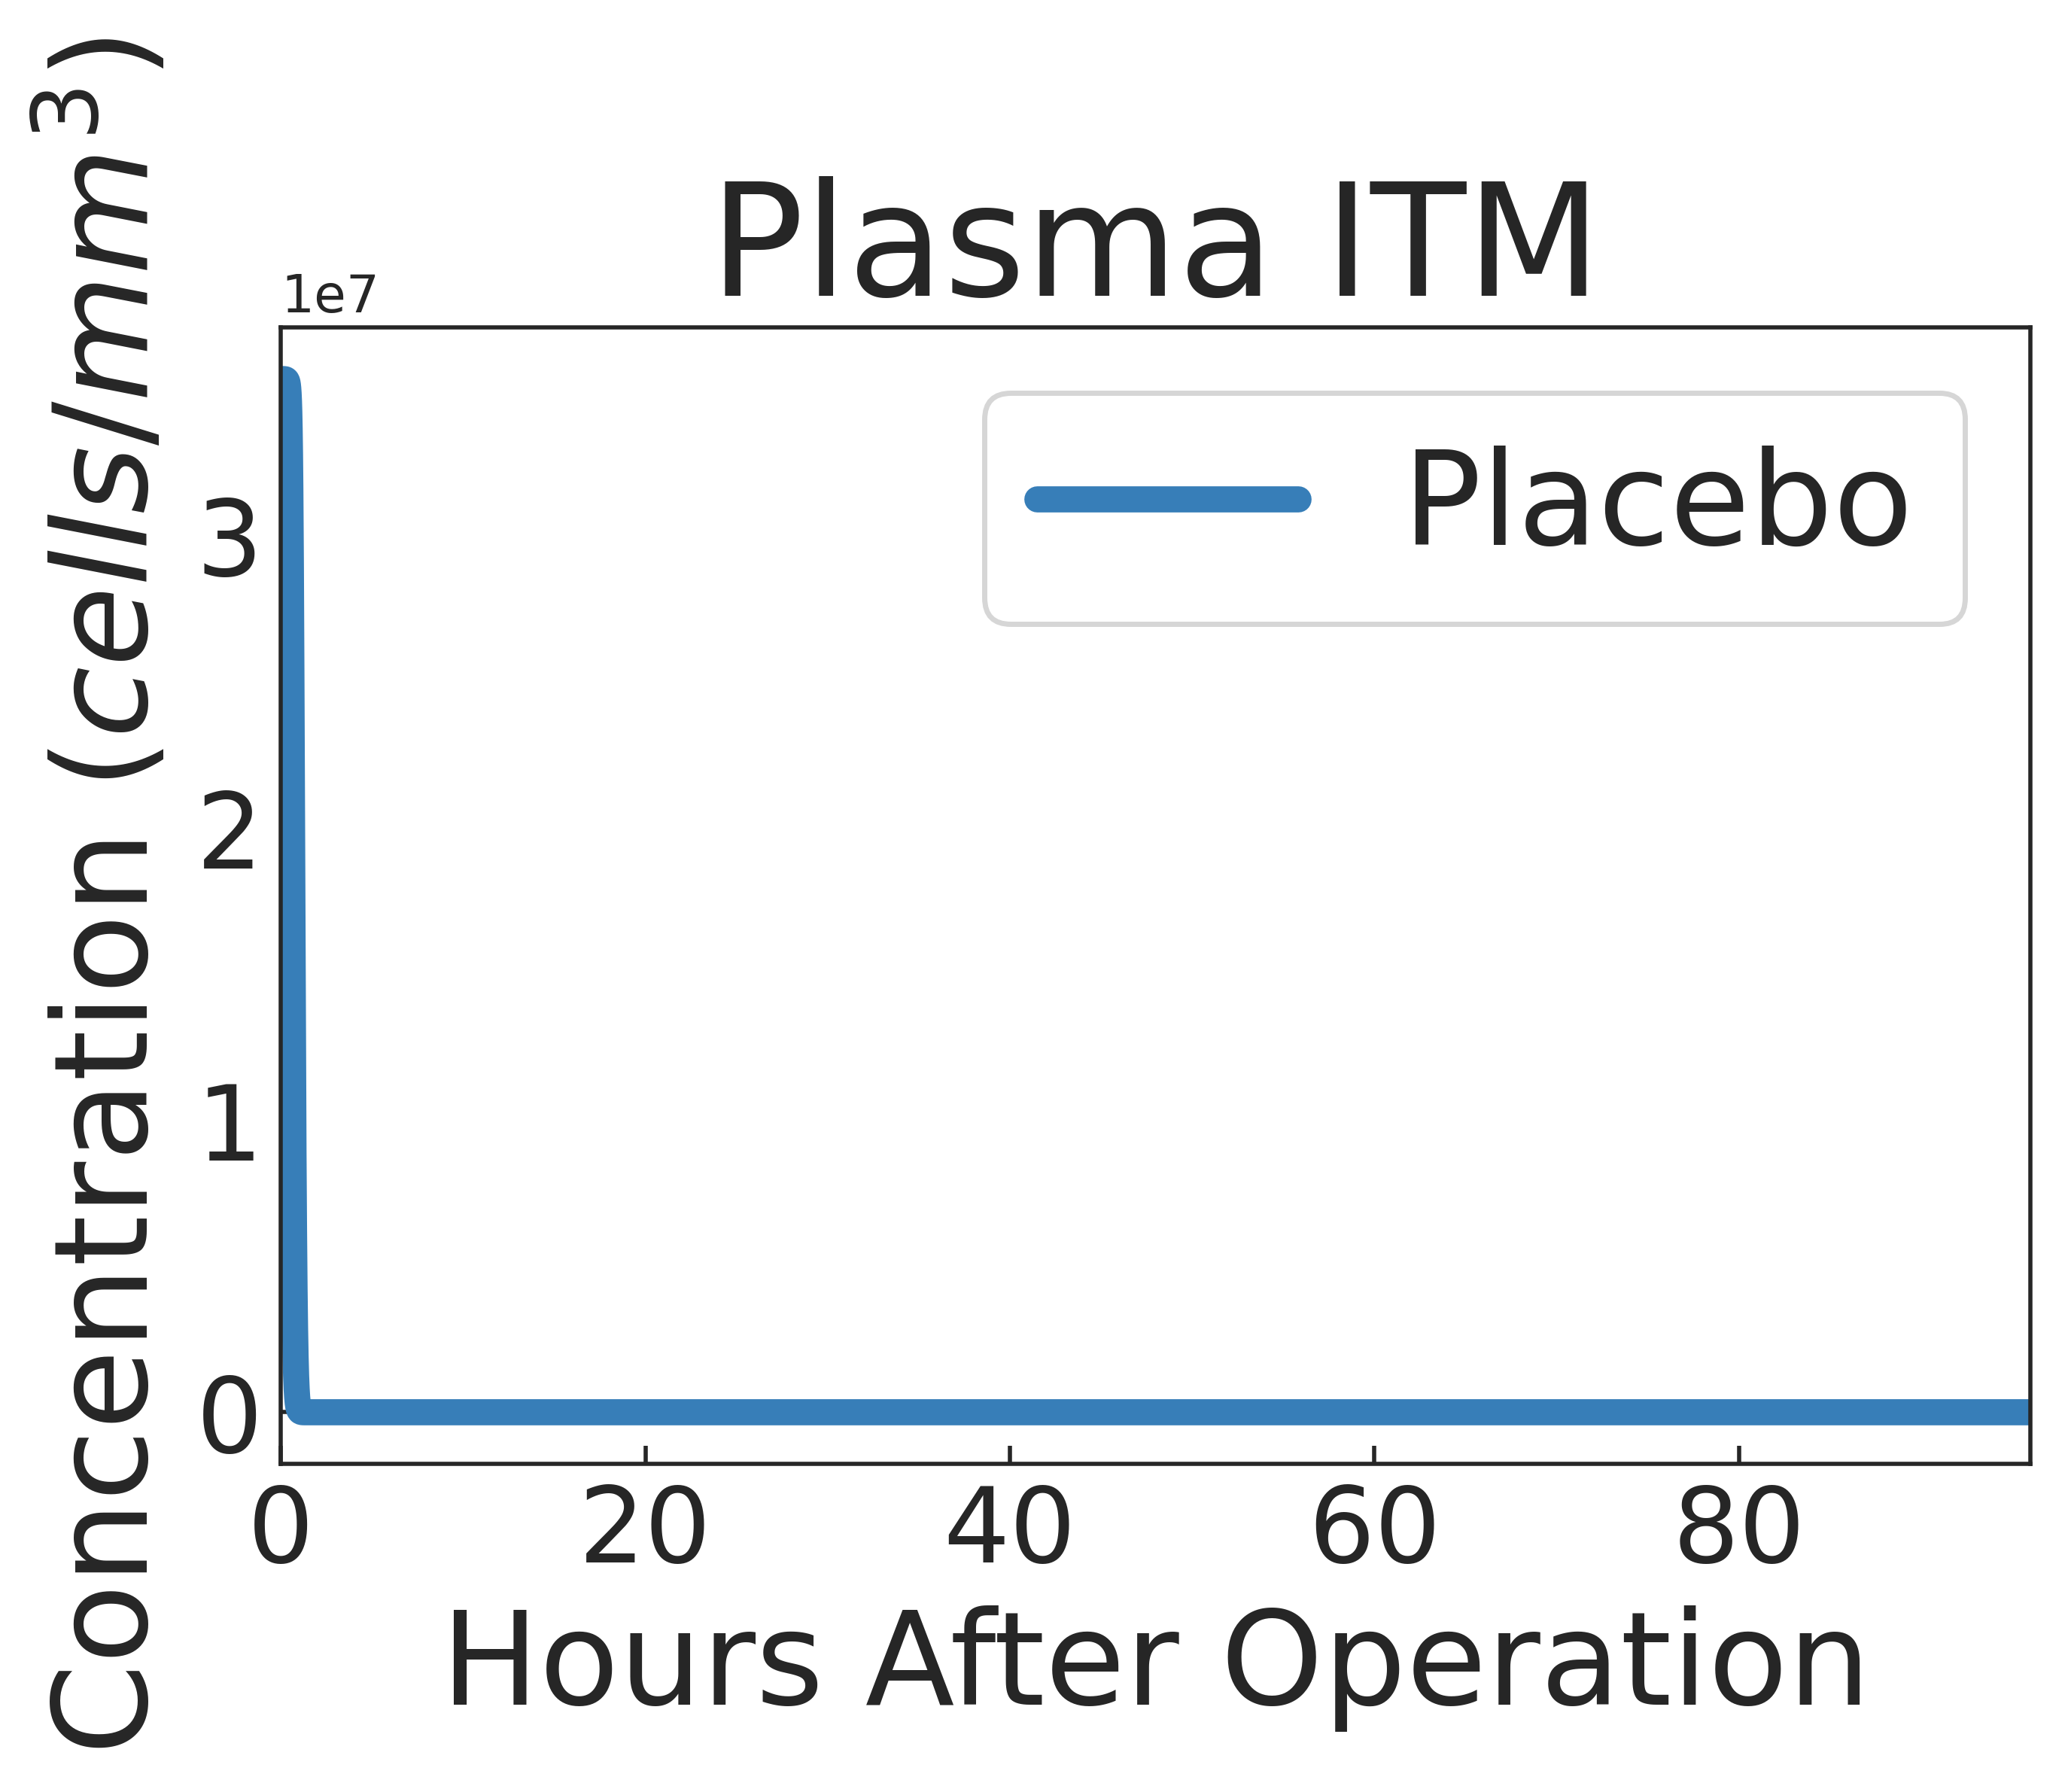 Plasma ITM
1e7
Concentration (cells/mm³)
Placebo
3
2
1
0
0 20 40 60 80
Hours After Operation